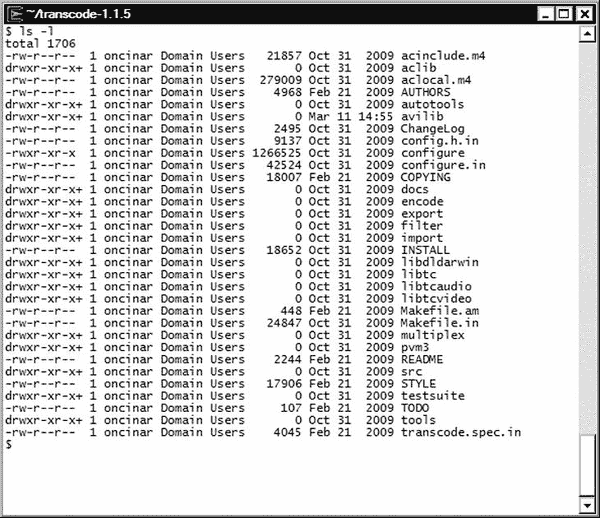 ~/transcode-1.1.5
$ ls -l
total 1706
-rw-r--r-- 1 oncinar Domain Users 21857 Oct 31 2009 acinclude.m4
drwxr-xr-x+ 1 oncinar Domain Users 0 Oct 31 2009 aclib
-rw-r--r-- 1 oncinar Domain Users 279009 Oct 31 2009 aclocal.m4
-rw-r--r-- 1 oncinar Domain Users 4968 Feb 21 2009 AUTHORS
drwxr-xr-x+ 1 oncinar Domain Users 0 Oct 31 2009 autotools
drwxr-xr-x+ 1 oncinar Domain Users 0 Mar 11 14:55 avilib
-rw-r--r-- 1 oncinar Domain Users 2495 Oct 31 2009 ChangeLog
-rw-r--r-- 1 oncinar Domain Users 9137 Oct 31 2009 config.h.in
-rwxr-xr-x 1 oncinar Domain Users 1266525 Oct 31 2009 configure
-rw-r--r-- 1 oncinar Domain Users 42524 Oct 31 2009 configure.in
-rw-r--r-- 1 oncinar Domain Users 18007 Feb 21 2009 COPYING
drwxr-xr-x+ 1 oncinar Domain Users 0 Oct 31 2009 docs
drwxr-xr-x+ 1 oncinar Domain Users 0 Oct 31 2009 encode
drwxr-xr-x+ 1 oncinar Domain Users 0 Oct 31 2009 export
drwxr-xr-x+ 1 oncinar Domain Users 0 Oct 31 2009 filter
drwxr-xr-x+ 1 oncinar Domain Users 0 Oct 31 2009 import
-rw-r--r-- 1 oncinar Domain Users 18652 Oct 31 2009 INSTALL
drwxr-xr-x+ 1 oncinar Domain Users 0 Oct 31 2009 libdldarwin
drwxr-xr-x+ 1 oncinar Domain Users 0 Oct 31 2009 libtc
drwxr-xr-x+ 1 oncinar Domain Users 0 Oct 31 2009 libtcaudio
drwxr-xr-x+ 1 oncinar Domain Users 0 Oct 31 2009 libtcvideo
-rw-r--r-- 1 oncinar Domain Users 448 Feb 21 2009 Makefile.am
-rw-r--r-- 1 oncinar Domain Users 24847 Oct 31 2009 Makefile.in
drwxr-xr-x+ 1 oncinar Domain Users 0 Oct 31 2009 multiplex
drwxr-xr-x+ 1 oncinar Domain Users 0 Oct 31 2009 pvm3
-rw-r--r-- 1 oncinar Domain Users 2244 Feb 21 2009 README
drwxr-xr-x+ 1 oncinar Domain Users 0 Oct 31 2009 src
-rw-r--r-- 1 oncinar Domain Users 17906 Feb 21 2009 STYLE
drwxr-xr-x+ 1 oncinar Domain Users 0 Oct 31 2009 testsuite
-rw-r--r-- 1 oncinar Domain Users 107 Feb 21 2009 TODO
drwxr-xr-x+ 1 oncinar Domain Users 0 Oct 31 2009 tools
-rw-r--r-- 1 oncinar Domain Users 4045 Feb 21 2009 transcode.spec.in
$